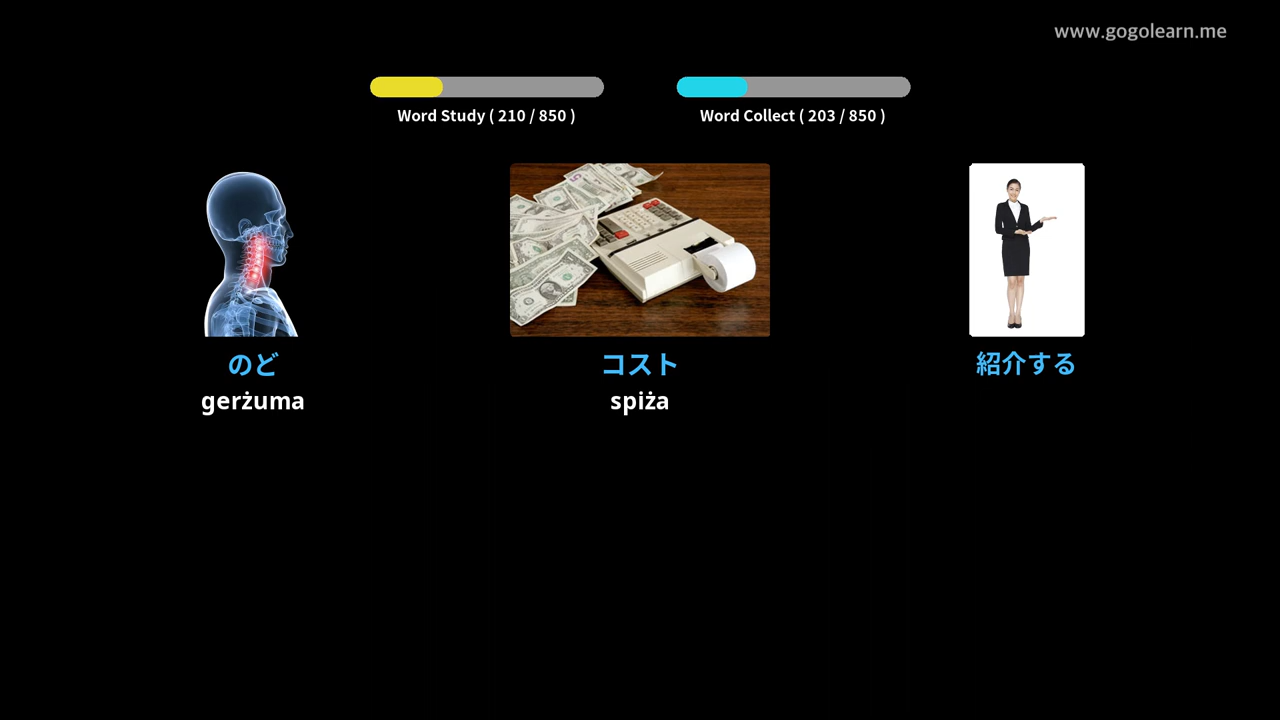 www.gogolearn.me
Word Study ( 210 / 850 )
Word Collect ( 203 / 850 )
のど
gerżuma
コスト
spiża
紹介する